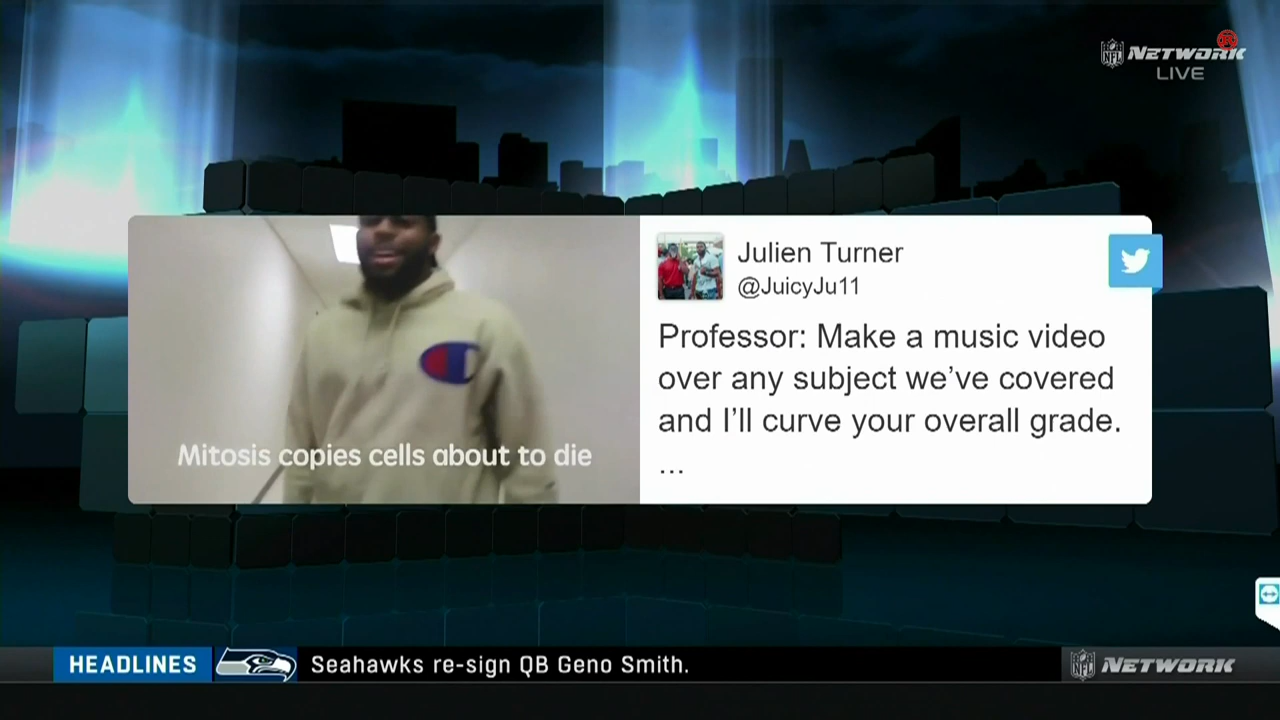 NFL NETWORK
LIVE
Julien Turner
@JuicyJu11
Professor: Make a music video
over any subject we've covered
and I'll curve your overall grade.
...
Mitosis copies cells about to die
HEADLINES Seahawks re-sign QB Geno Smith. NFL NETWORK